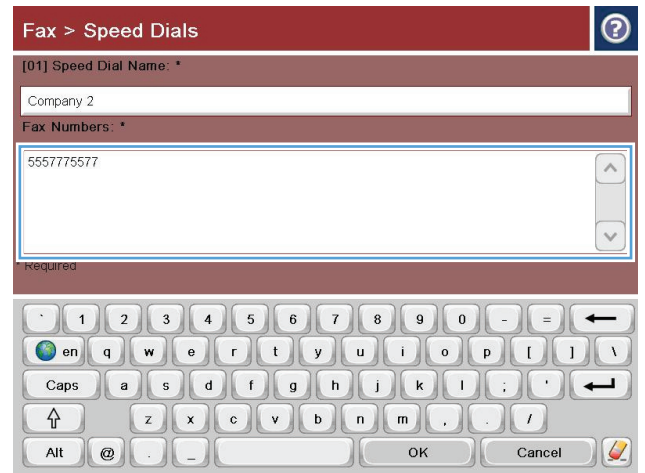 Fax > Speed Dials
?
[01] Speed Dial Name: *
Company 2
Fax Numbers: *
5557775577
* Required
` 1 2 3 4 5 6 7 8 9 0 - =
en q w e r t y u i o p [ ] \
Caps a s d f g h j k l ; '
z x c v b n m , . /
Alt @ . _ OK Cancel